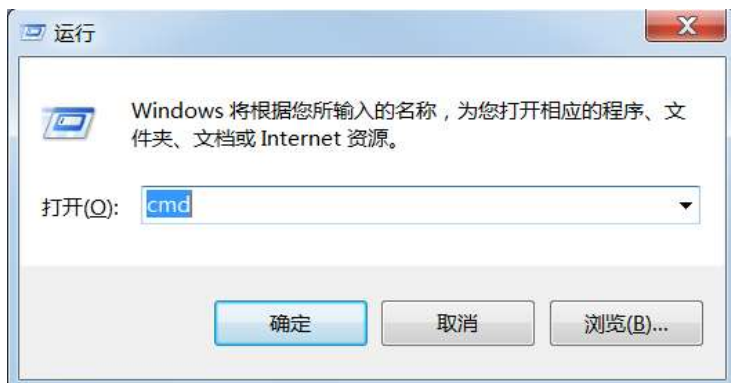 运行
Windows 将根据您所输入的名称，为您打开相应的程序、文
件夹、文档或 Internet 资源。
打开(O): cmd
确定 取消 浏览(B)...